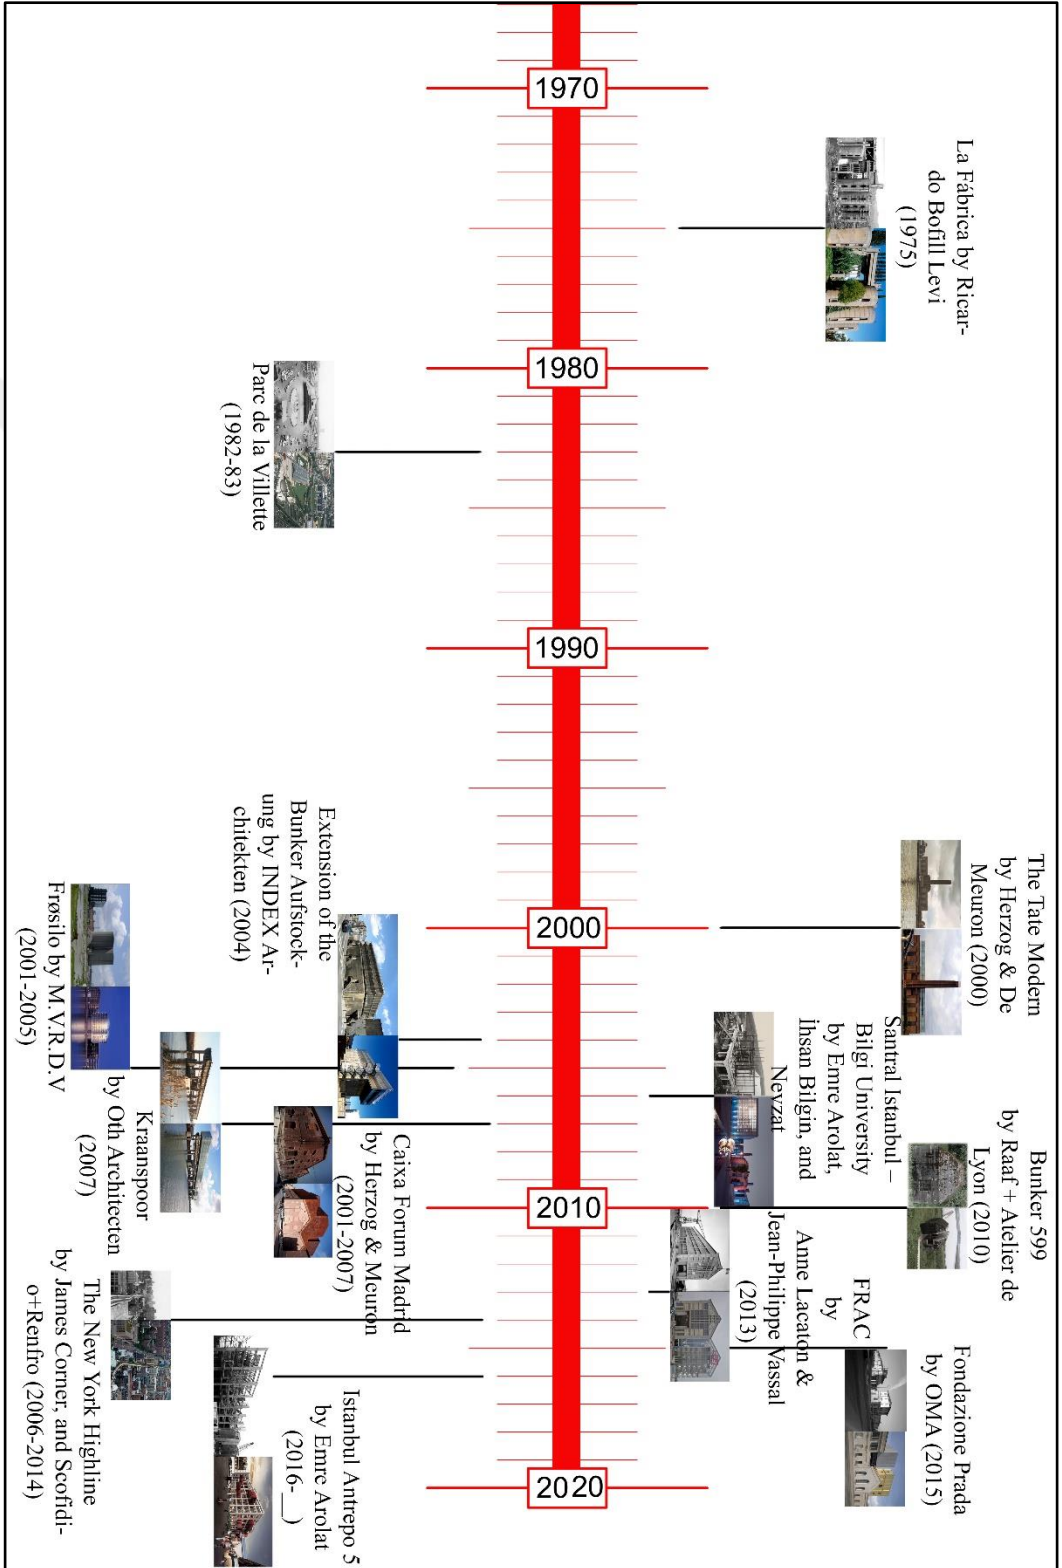 1970
1980
1990
2000
2010
2020
La Fábrica by Ricar-
do Bofill Levi
(1975)
Parc de la Villette
(1982-83)
The Tate Modern
by Herzog & De
Meuron (2000)
Extension of the
Bunker Aufstock-
ung by INDEX Ar-
chitekten (2004)
Frøsilo by M.V.R.D.V
(2001-2005)
Santral Istanbul –
Bilgi University
by Emre Arolat,
İhsan Bilgin, and
Nevzat
Kraanspoor
by Oth Architecten
(2007)
Caixa Forum Madrid
by Herzog & Meuron
(2001-2007)
Bunker 599
by Raaf + Atelier de
Lyon (2010)
FRAC
by
Anne Lacaton &
Jean-Philippe Vassal
(2013)
The New York Highline
by James Corner, and Scofidi-
o+Renfro (2006-2014)
Fondazione Prada
by OMA (2015)
Istanbul Antrepo 5
by Emre Arolat
(2016-__)